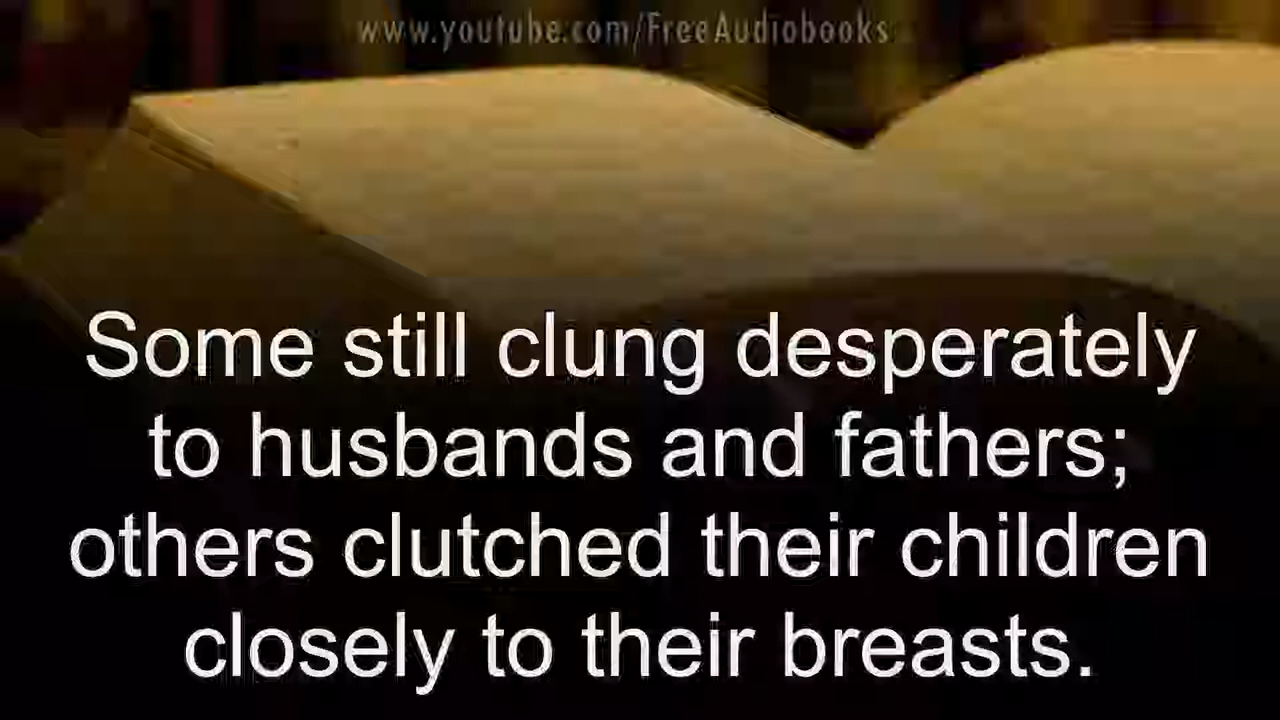 www.youtube.com/FreeAudiobooks
Some still clung desperately
to husbands and fathers;
others clutched their children
closely to their breasts.